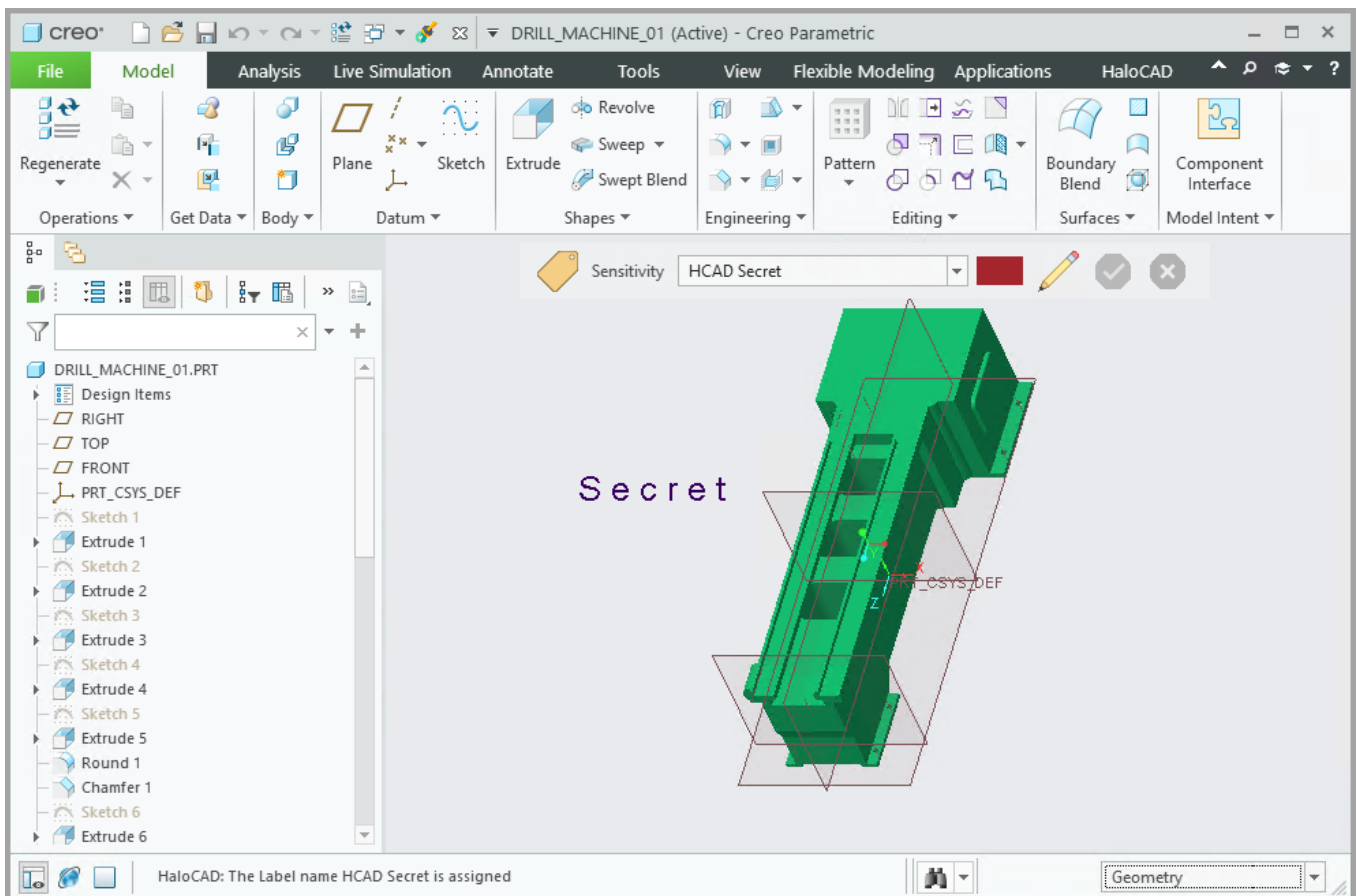 creo® DRILL_MACHINE_01 (Active) - Creo Parametric
File Model Analysis Live Simulation Annotate Tools View Flexible Modeling Applications HaloCAD
Regenerate Plane Sketch Extrude Revolve Sweep Swept Blend Pattern Boundary Blend Component Interface
Operations Get Data Body Datum Shapes Engineering Editing Surfaces Model Intent
Sensitivity HCAD Secret
DRILL_MACHINE_01.PRT
Design Items
RIGHT
TOP
FRONT
PRT_CSYS_DEF
Sketch 1
Extrude 1
Sketch 2
Extrude 2
Sketch 3
Extrude 3
Sketch 4
Extrude 4
Sketch 5
Extrude 5
Round 1
Chamfer 1
Sketch 6
Extrude 6
Secret
Y X
PRT_CSYS_DEF
Z
HaloCAD: The Label name HCAD Secret is assigned
Geometry